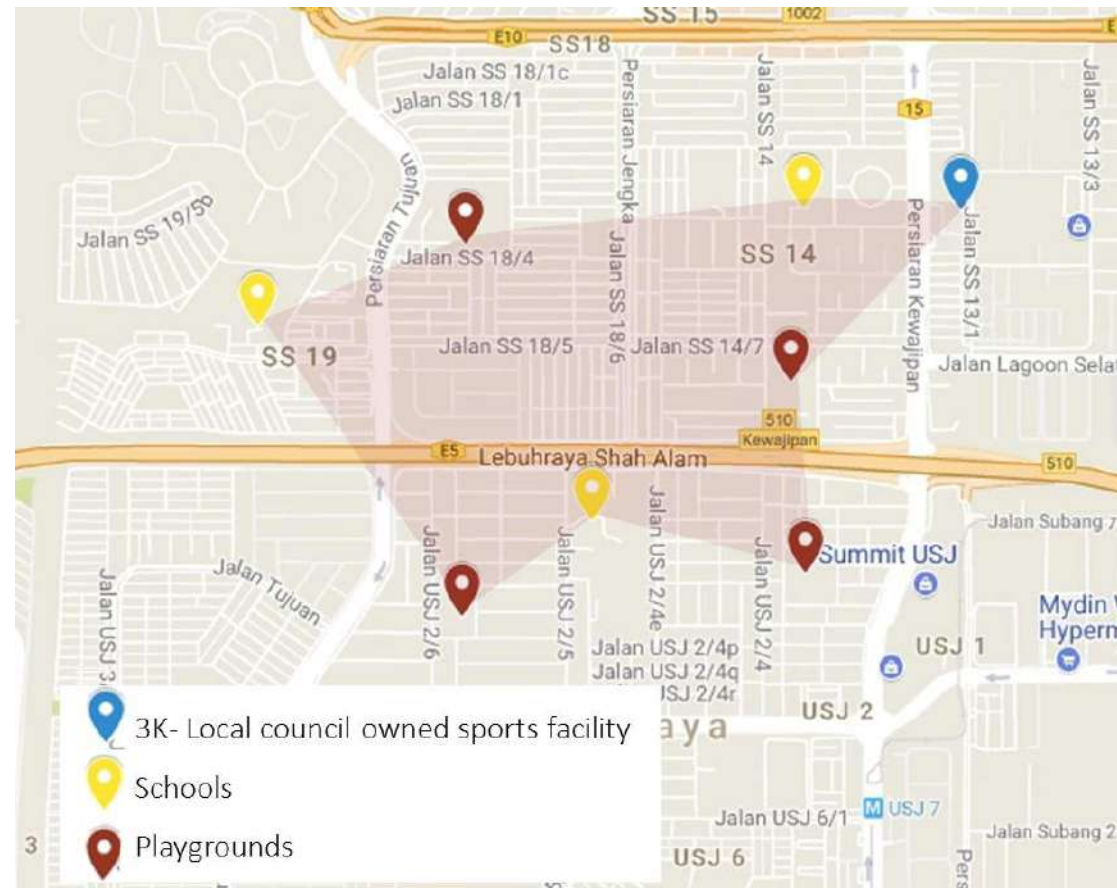 SS 15
1002
E10
SS18
Jalan SS 18/1c
Jalan SS 18/1
Persiaran Jengka
Jalan SS 14
15
Jalan SS 13/3
Persiaran Tujuan
Jalan SS 19/5
Jalan SS 18/4
SS 14
Persiaran Kewajipan
Jalan SS 13/1
Jalan SS 18/6
SS 19
Jalan SS 18/5
Jalan SS 14/7
Jalan Lagoon Sela
510
Kewajipan
E5
Lebuhraya Shah Alam
510
Jalan Subang
Jalan USJ 2/6
Jalan USJ 2/5
Jalan USJ 2/4e
Jalan USJ 2/4
Summit USJ
Jalan Tujuan
Jalan USJ 3
Mydin
Hyperm
USJ 1
Jalan USJ 2/4p
Jalan USJ 2/4q
USJ 2/4r
USJ 2
aya
3K- Local council owned sports facility
Schools
Playgrounds
M USJ 7
Jalan USJ 6/1
Jalan Subang 2
3
USJ 6
Pers